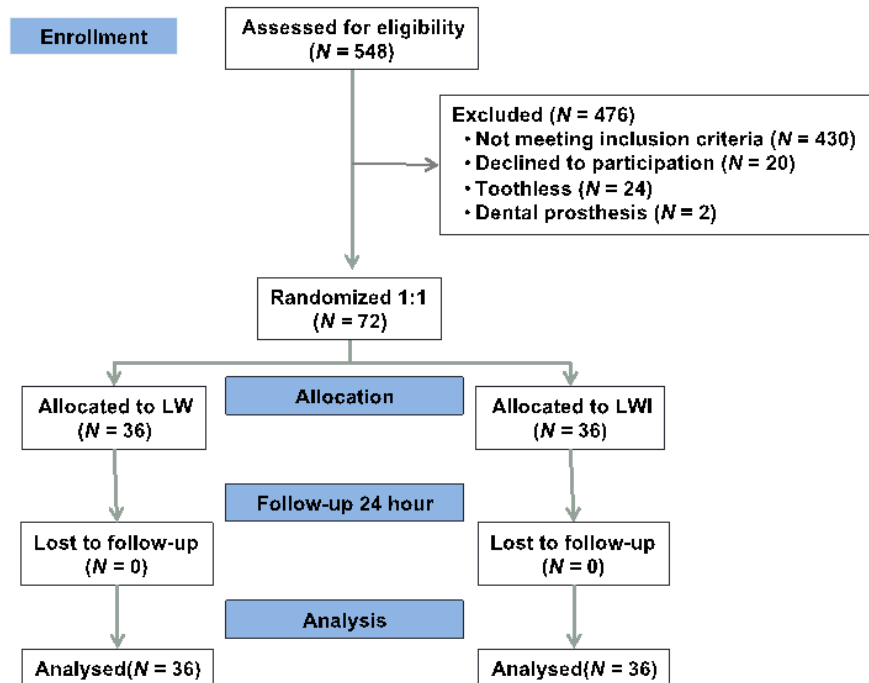 Enrollment
Assessed for eligibility
(N = 548)
Excluded (N = 476)
• Not meeting inclusion criteria (N = 430)
• Declined to participation (N = 20)
• Toothless (N = 24)
• Dental prosthesis (N = 2)
Randomized 1:1
(N = 72)
Allocated to LW
(N = 36)
Allocation
Allocated to LWI
(N = 36)
Follow-up 24 hour
Lost to follow-up
(N = 0)
Lost to follow-up
(N = 0)
Analysis
Analysed(N = 36)
Analysed(N = 36)